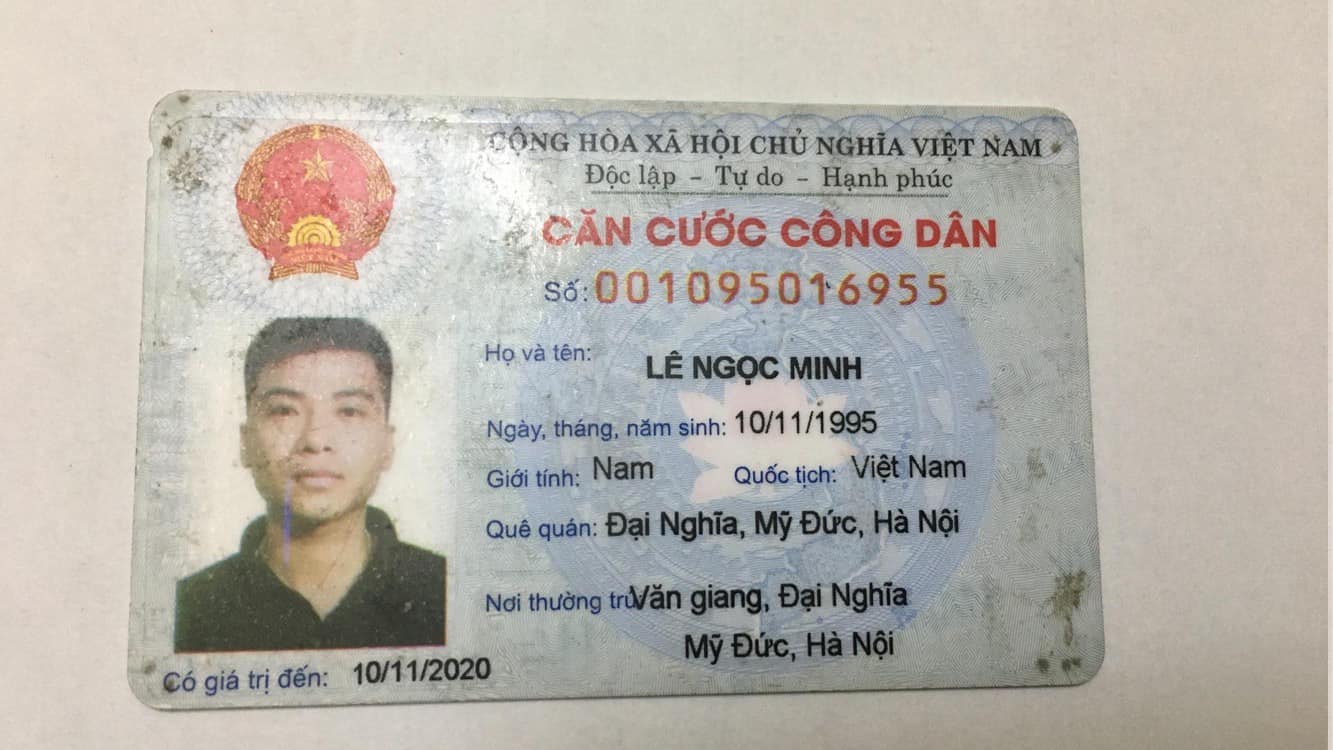 CỘNG HÒA XÃ HỘI CHỦ NGHĨA VIỆT NAM
Độc lập - Tự do - Hạnh phúc
CĂN CƯỚC CÔNG DÂN
Số: 001095016955
Họ và tên: LÊ NGỌC MINH
Ngày, tháng, năm sinh: 10/11/1995
Giới tính: Nam Quốc tịch: Việt Nam
Quê quán: Đại Nghĩa, Mỹ Đức, Hà Nội
Nơi thường trú: Văn giang, Đại Nghĩa
Mỹ Đức, Hà Nội
Có giá trị đến: 10/11/2020